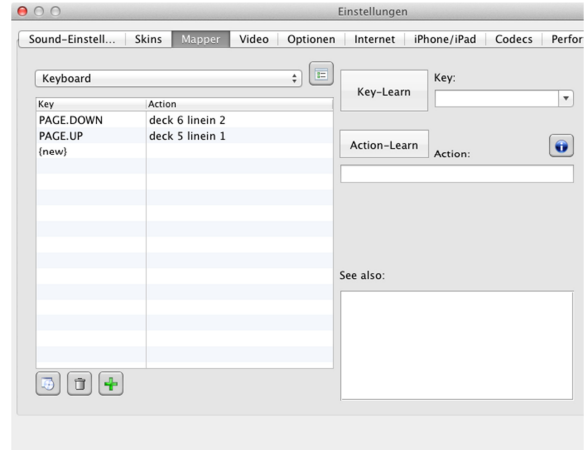 Einstellungen
Sound-Einstell... Skins Mapper Video Optionen Internet iPhone/iPad Codecs Perfor
Keyboard
Key Action
PAGE.DOWN deck 6 linein 2
PAGE.UP deck 5 linein 1
{new}
Key-Learn
Key:
Action-Learn
Action:
See also: